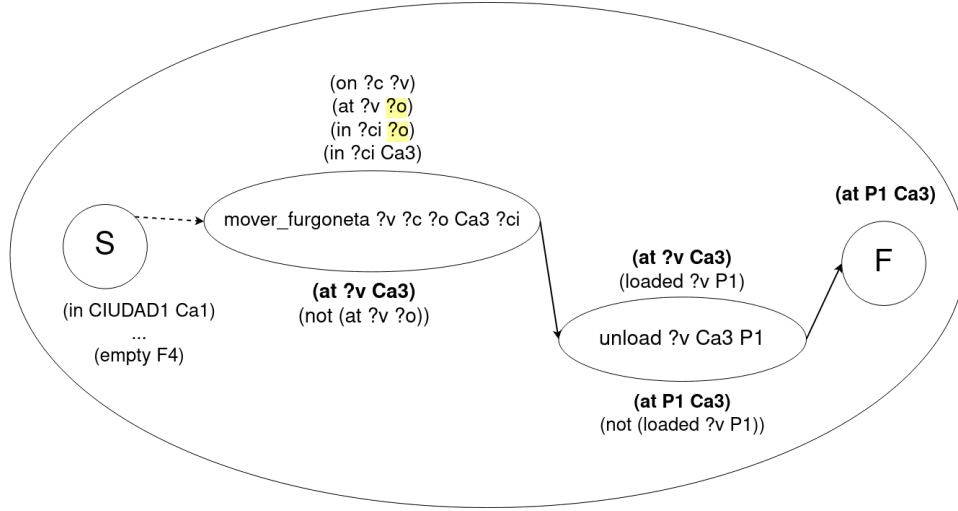 (on ?c ?v)
(at ?v ?o)
(in ?ci ?o)
(in ?ci Ca3)
mover_furgoneta ?v ?c ?o Ca3 ?ci
(at ?v Ca3)
(not (at ?v ?o))
S
(in CIUDAD1 Ca1)
...
(empty F4)
(at ?v Ca3)
(loaded ?v P1)
unload ?v Ca3 P1
(at P1 Ca3)
(not (loaded ?v P1))
(at P1 Ca3)
F